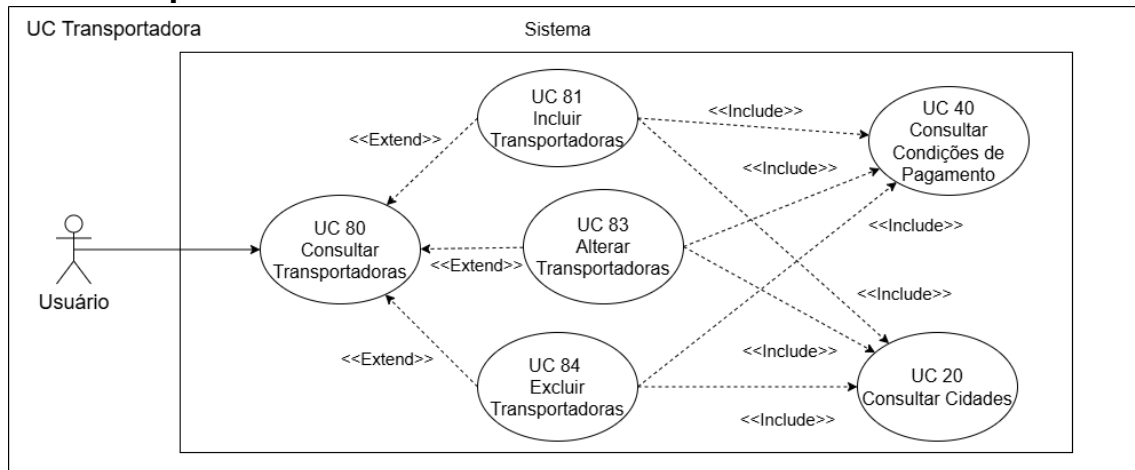 UC Transportadora
Sistema
UC 81
Incluir
Transportadoras
<<Include>>
UC 40
Consultar
Condições de
Pagamento
<<Extend>>
<<Include>>
UC 80
Consultar
Transportadoras
UC 83
Alterar
Transportadoras
<<Include>>
<<Extend>>
Usuário
<<Include>>
<<Extend>>
UC 84
Excluir
Transportadoras
<<Include>>
UC 20
Consultar Cidades
<<Include>>